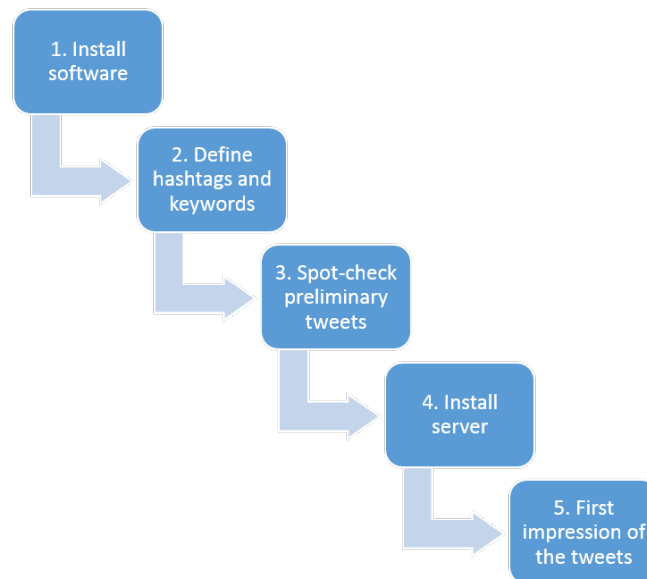 1. Install
software
2. Define
hashtags and
keywords
3. Spot-check
preliminary
tweets
4. Install
server
5. First
impression of
the tweets